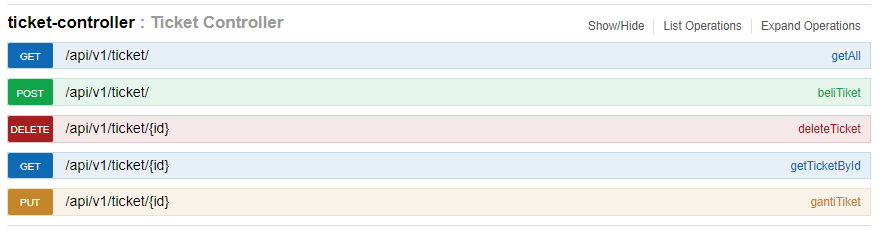 ticket-controller : Ticket Controller Show/Hide List Operations Expand Operations
GET /api/v1/ticket/ getAll
POST /api/v1/ticket/ beliTiket
DELETE /api/v1/ticket/{id} deleteTicket
GET /api/v1/ticket/{id} getTicketById
PUT /api/v1/ticket/{id} gantiTiket